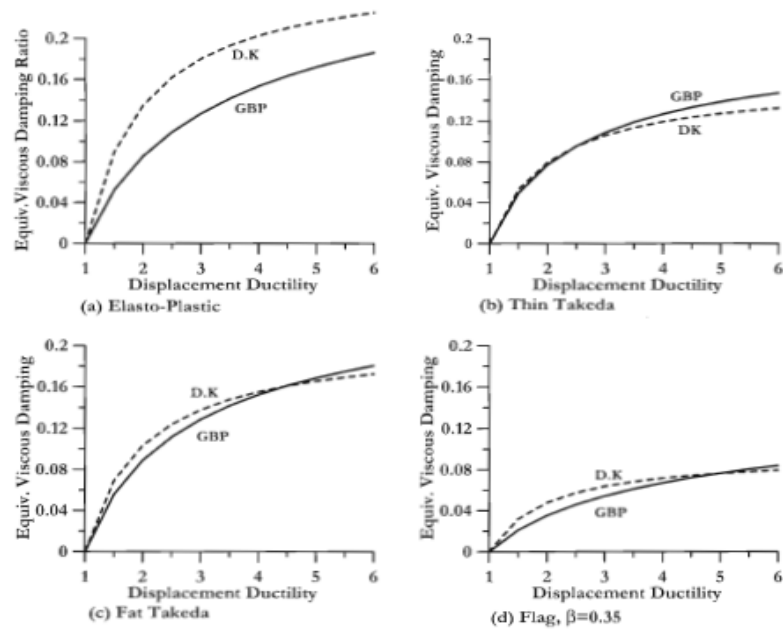 Equiv.Viscous Damping Ratio
0.2
0.16
0.12
0.08
0.04
0
D.K
GBP
1 2 3 4 5 6
Displacement Ductility
(a) Elasto-Plastic
Equiv. Viscous Damping
0.2
0.16
0.12
0.08
0.04
0
GBP
DK
1 2 3 4 5 6
Displacement Ductility
(b) Thin Takeda
Equiv. Viscous Damping
0.2
0.16
0.12
0.08
0.04
0
D.K
GBP
1 2 3 4 5 6
Displacement Ductility
(c) Fat Takeda
Equiv. Viscous Damping
0.2
0.16
0.12
0.08
0.04
0
D.K
GBP
1 2 3 4 5 6
Displacement Ductility
(d) Flag, β=0.35